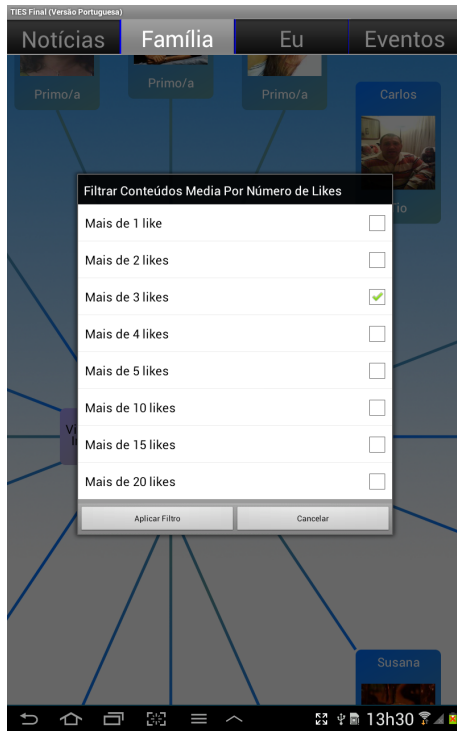 TIES Final (Versão Portuguesa)
Notícias Família Eu Eventos
Primo/a
Primo/a
Primo/a
Carlos
Tio
Filtrar Conteúdos Media Por Número de Likes
Mais de 1 like
Mais de 2 likes
Mais de 3 likes
Mais de 4 likes
Mais de 5 likes
Mais de 10 likes
Mais de 15 likes
Mais de 20 likes
Aplicar Filtro Cancelar
Susana
13h30